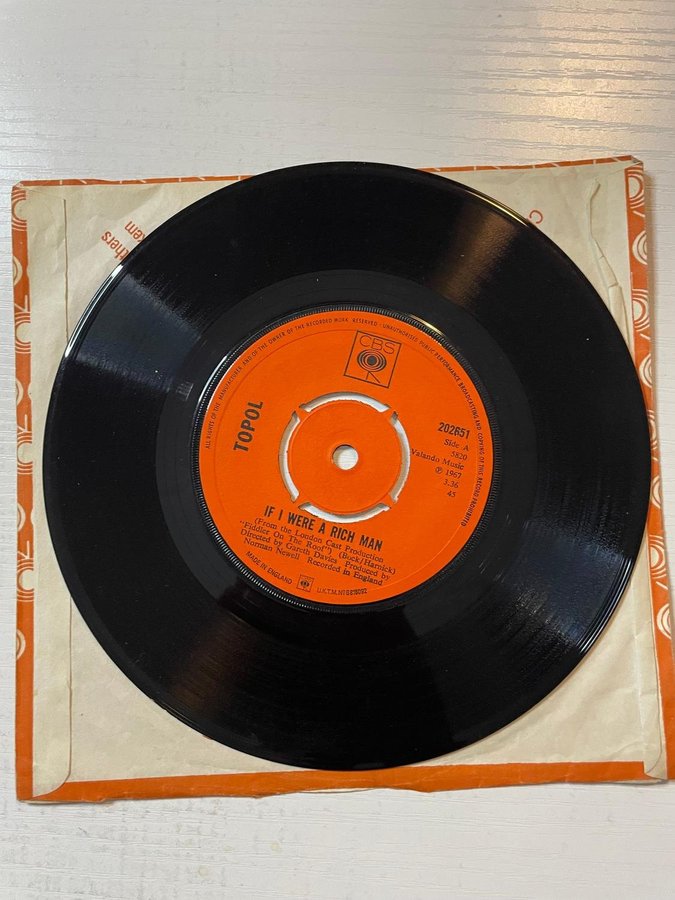 ALL RIGHTS OF THE MANUFACTURER AND OF THE OWNER OF THE RECORDED WORK RESERVED · UNAUTHORISED PUBLIC PERFORMANCE BROADCASTING AND COPYING OF THIS RECORD PROHIBITED
CBS
TOPOL
202651
Side A
5820
Valando Music
℗ 1967
3.36
45
IF I WERE A RICH MAN
(From the London Cast Production
"Fiddler On The Roof") (Bock/Harnick)
Directed by Gareth Davies Produced by
Norman Newell Recorded in England
MADE IN ENGLAND